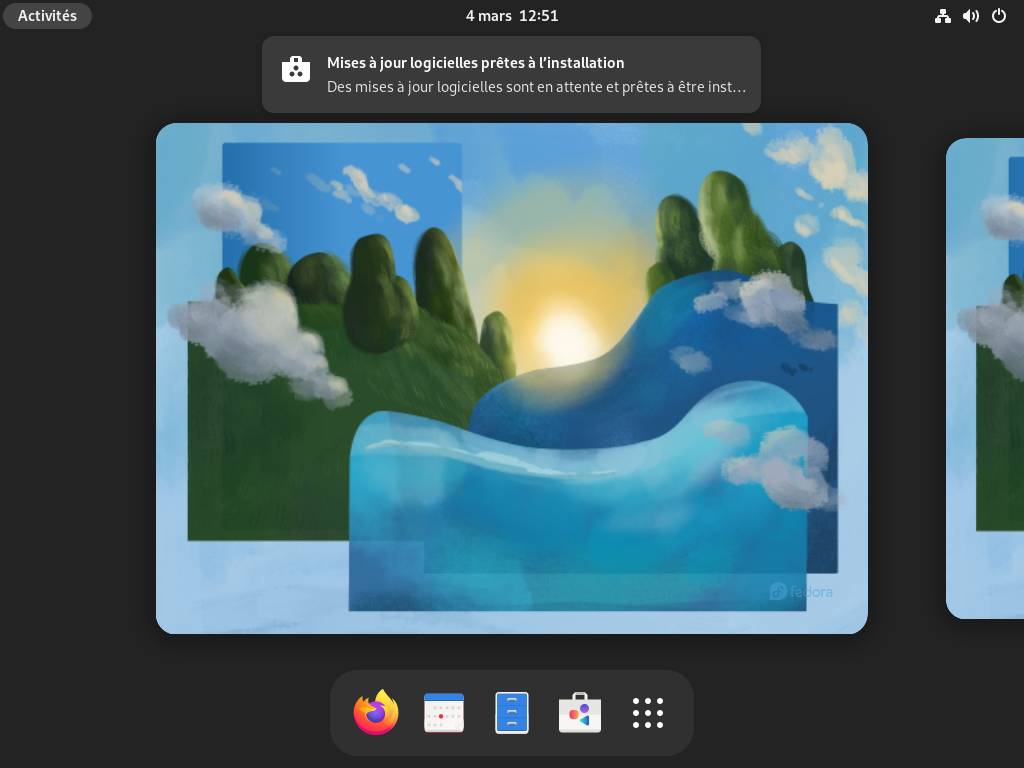 Activités
4 mars 12:51
Mises à jour logicielles prêtes à l’installation
Des mises à jour logicielles sont en attente et prêtes à être inst…
fedora